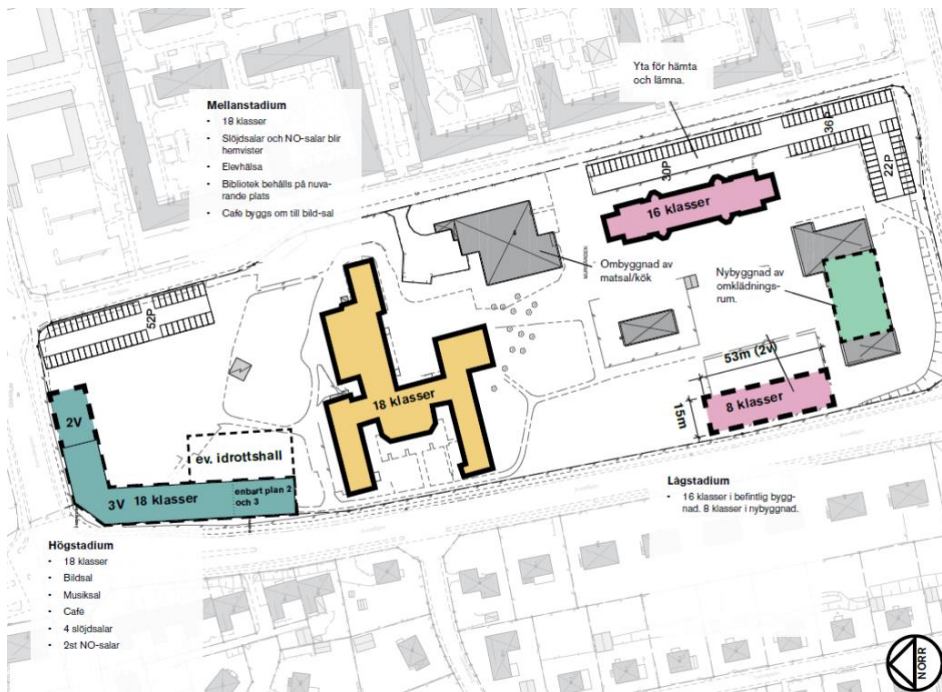 Yta för hämta
och lämna.
Mellanstadium
• 18 klasser
• Slöjdsalar och NO-salar blir
hemvister
• Elevhälsa
• Bibliotek behålls på nuva-
rande plats
• Cafe byggs om till bild-sal
36P
30P
22P
16 klasser
Ombyggnad av
matsal/kök
Nybyggnad av
omklädnings-
rum.
52P
53m (2v)
18 klasser
8 klasser
15m
2V
ev. idrottshall
3V 18 klasser
enbart plan 2
och 3
Lågstadium
• 16 klasser i befintlig bygg-
nad. 8 klasser i nybyggnad.
Högstadium
• 18 klasser
• Bildsal
• Musiksal
• Café
• 4 slöjdsalar
• 2st NO-salar
NORR